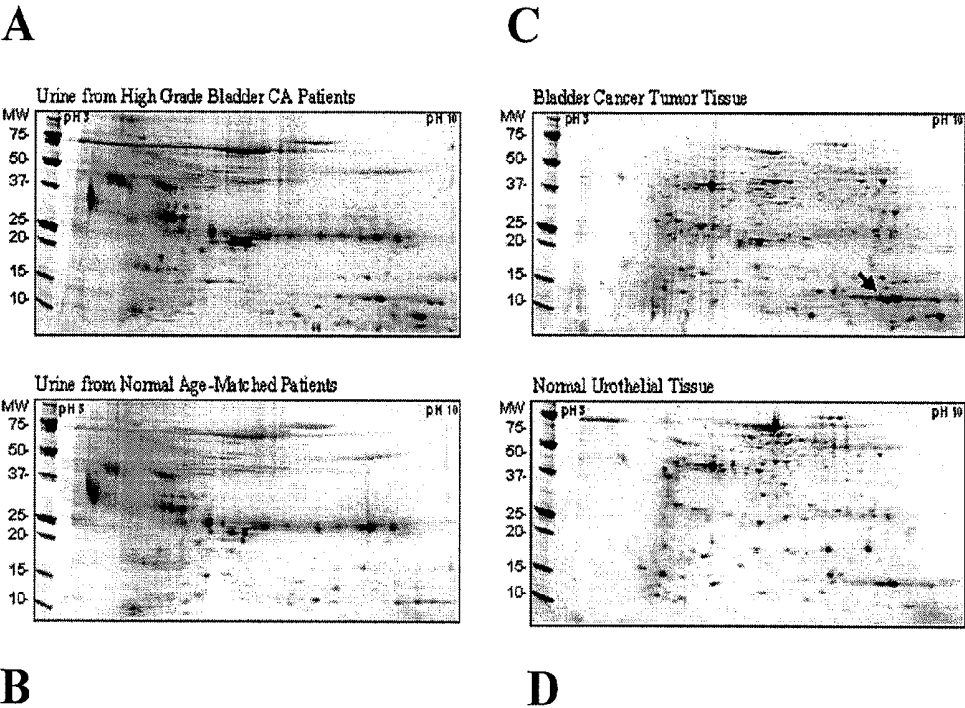 A
Urine from High Grade Bladder CA Patients
MW
pH 3
pH 10
75-
50-
37-
25-
20-
15-
10-
Urine from Normal Age-Matched Patients
MW
pH 3
pH 10
75-
50-
37-
25-
20-
15-
10-
B
C
Bladder Cancer Tumor Tissue
MW
pH 3
pH 10
75-
50-
37-
25-
20-
15-
10-
Normal Urothelial Tissue
MW
pH 3
pH 10
75-
50-
37-
25-
20-
15-
10-
D